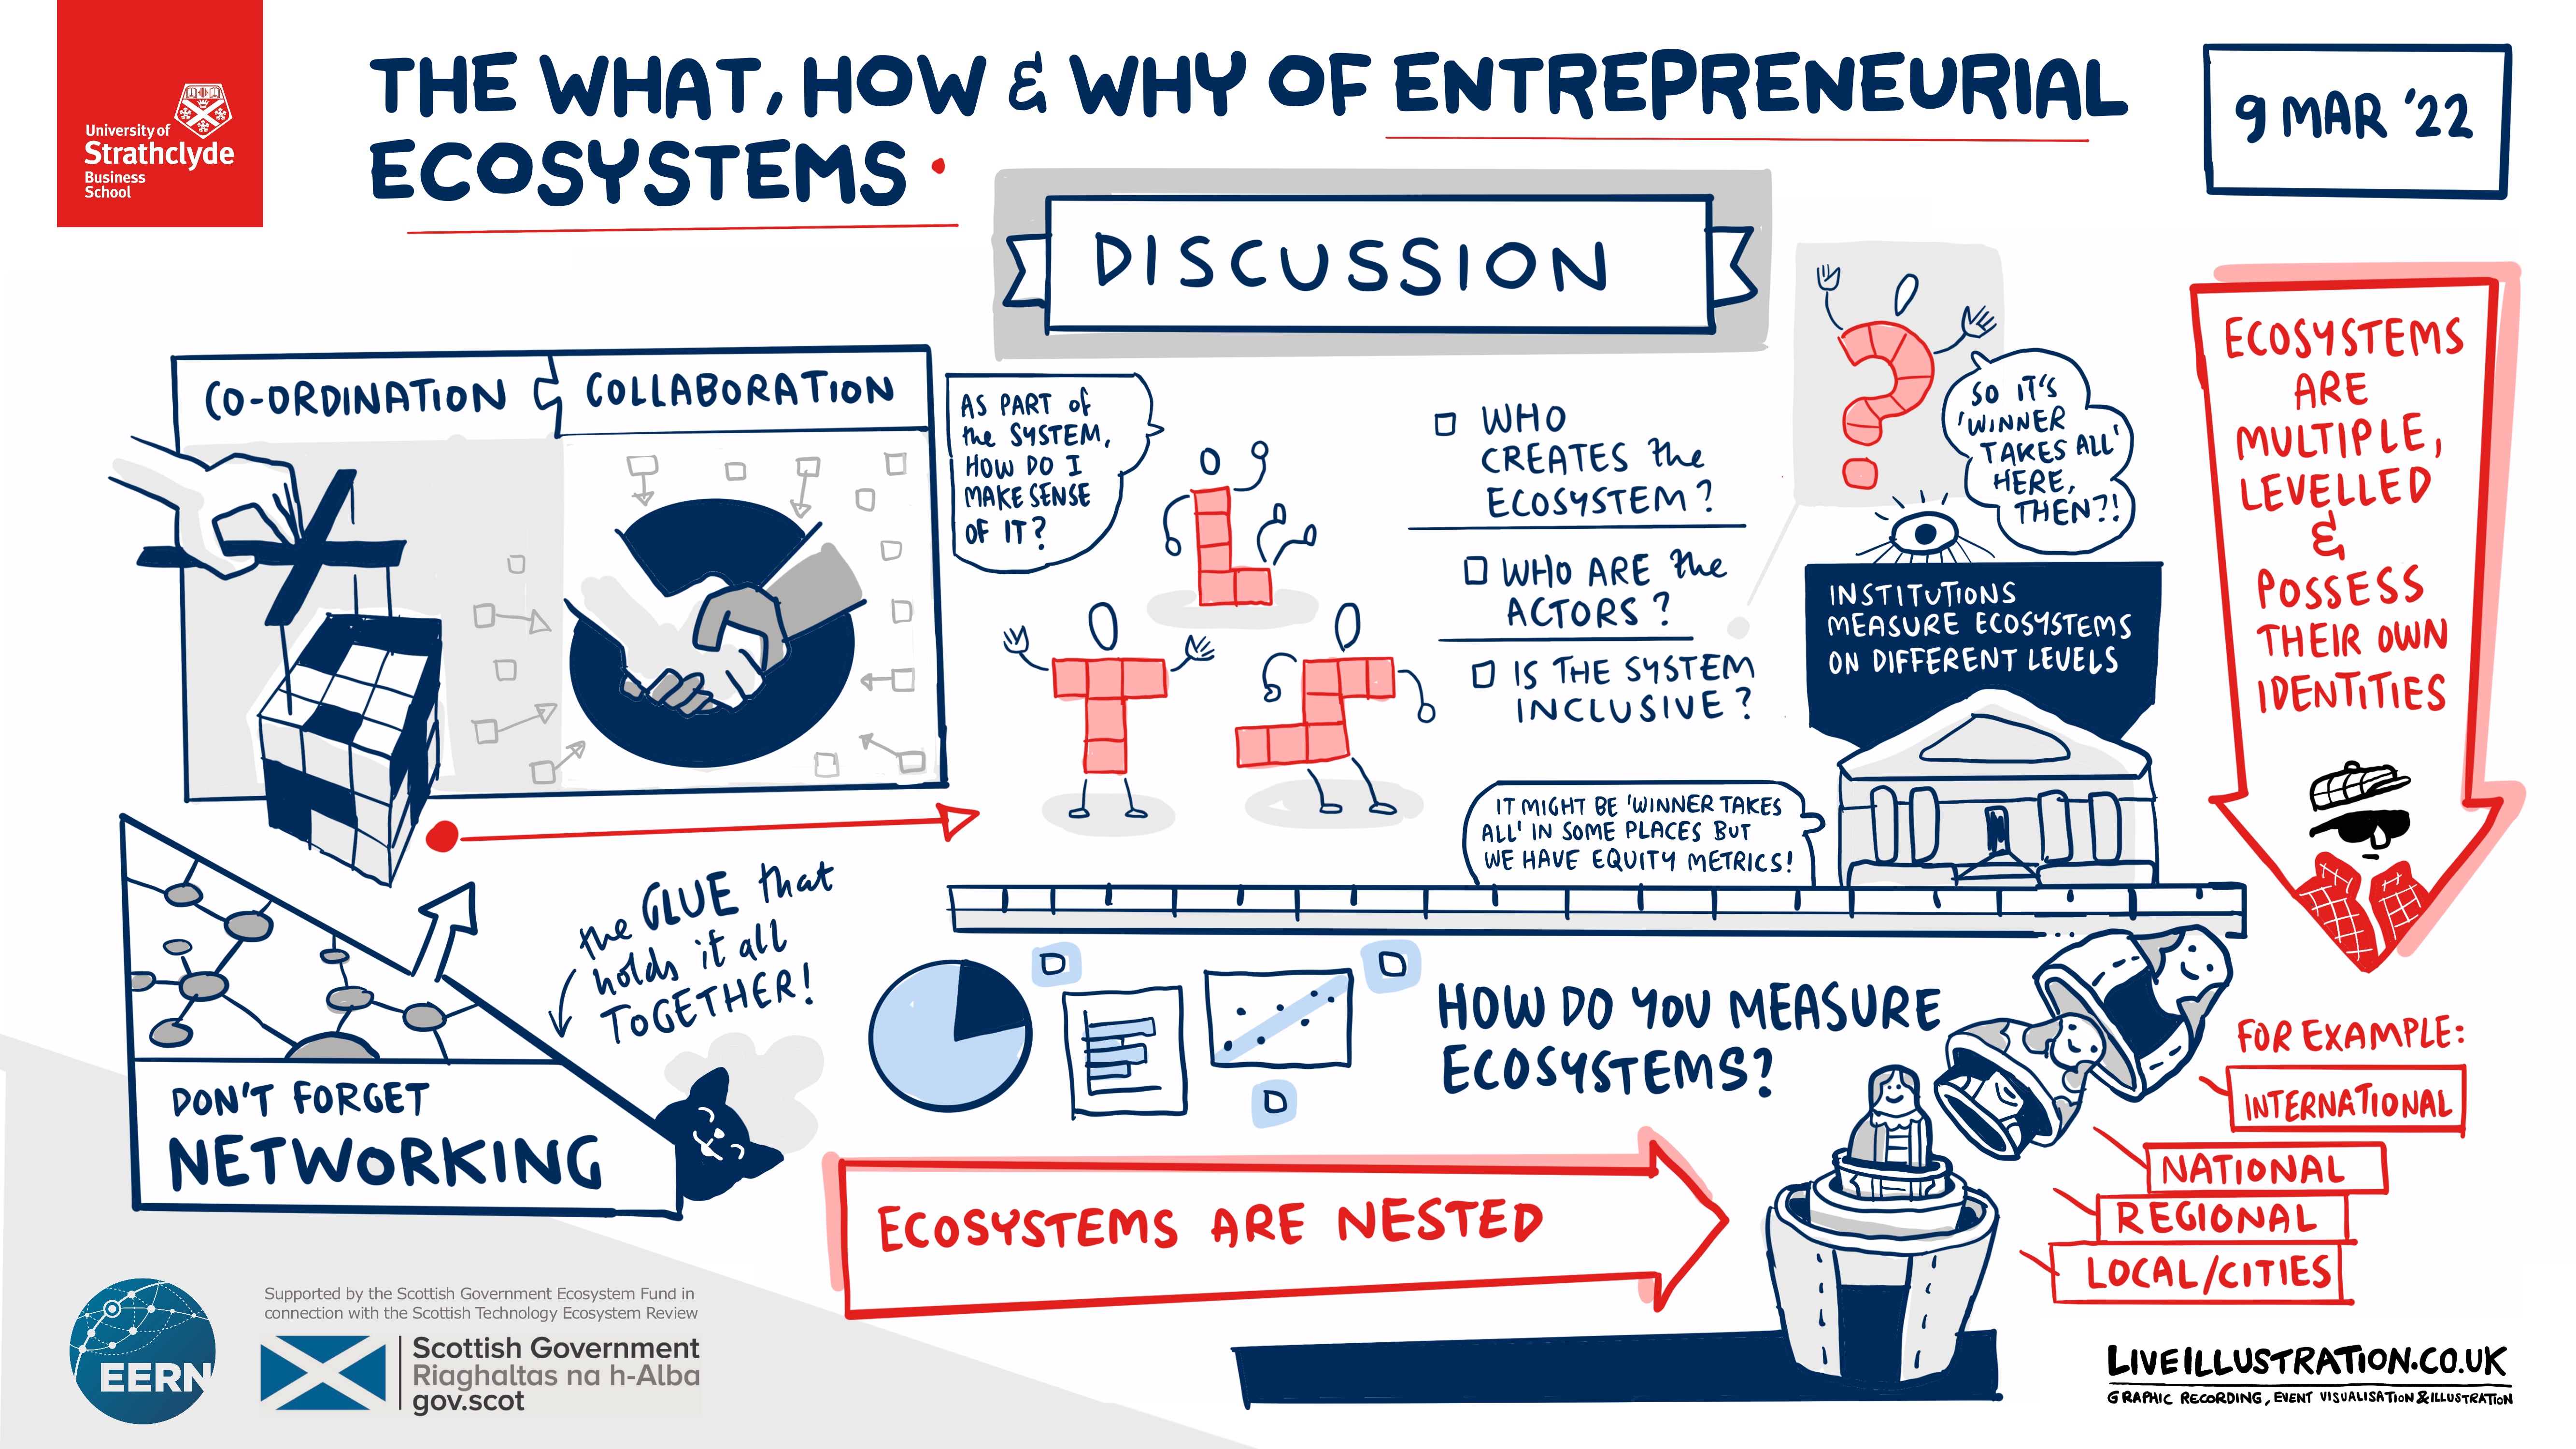 University of
Strathclyde
Business
School
THE WHAT, HOW & WHY OF ENTREPRENEURIAL
ECOSYSTEMS
9 MAR '22
DISCUSSION
CO-ORDINATION
COLLABORATION
AS PART of
the SYSTEM,
HOW DO I
MAKE SENSE
OF IT?
WHO
CREATES the
ECOSYSTEM?
WHO ARE the
ACTORS?
IS THE SYSTEM
INCLUSIVE?
SO IT'S
'WINNER
TAKES ALL'
HERE,
THEN?!
INSTITUTIONS
MEASURE ECOSYSTEMS
ON DIFFERENT LEVELS
IT MIGHT BE 'WINNER TAKES
ALL' IN SOME PLACES BUT
WE HAVE EQUITY METRICS!
ECOSYSTEMS
ARE
MULTIPLE,
LEVELLED
&
POSSESS
THEIR OWN
IDENTITIES
the GLUE that
holds it all
TOGETHER!
DON'T FORGET
NETWORKING
HOW DO YOU MEASURE
ECOSYSTEMS?
ECOSYSTEMS ARE NESTED
FOR EXAMPLE:
INTERNATIONAL
NATIONAL
REGIONAL
LOCAL/CITIES
EERN
Supported by the Scottish Government Ecosystem Fund in
connection with the Scottish Technology Ecosystem Review
Scottish Government
Riaghaltas na h-Alba
gov.scot
LIVEILLUSTRATION.CO.UK
GRAPHIC RECORDING, EVENT VISUALISATION & ILLUSTRATION